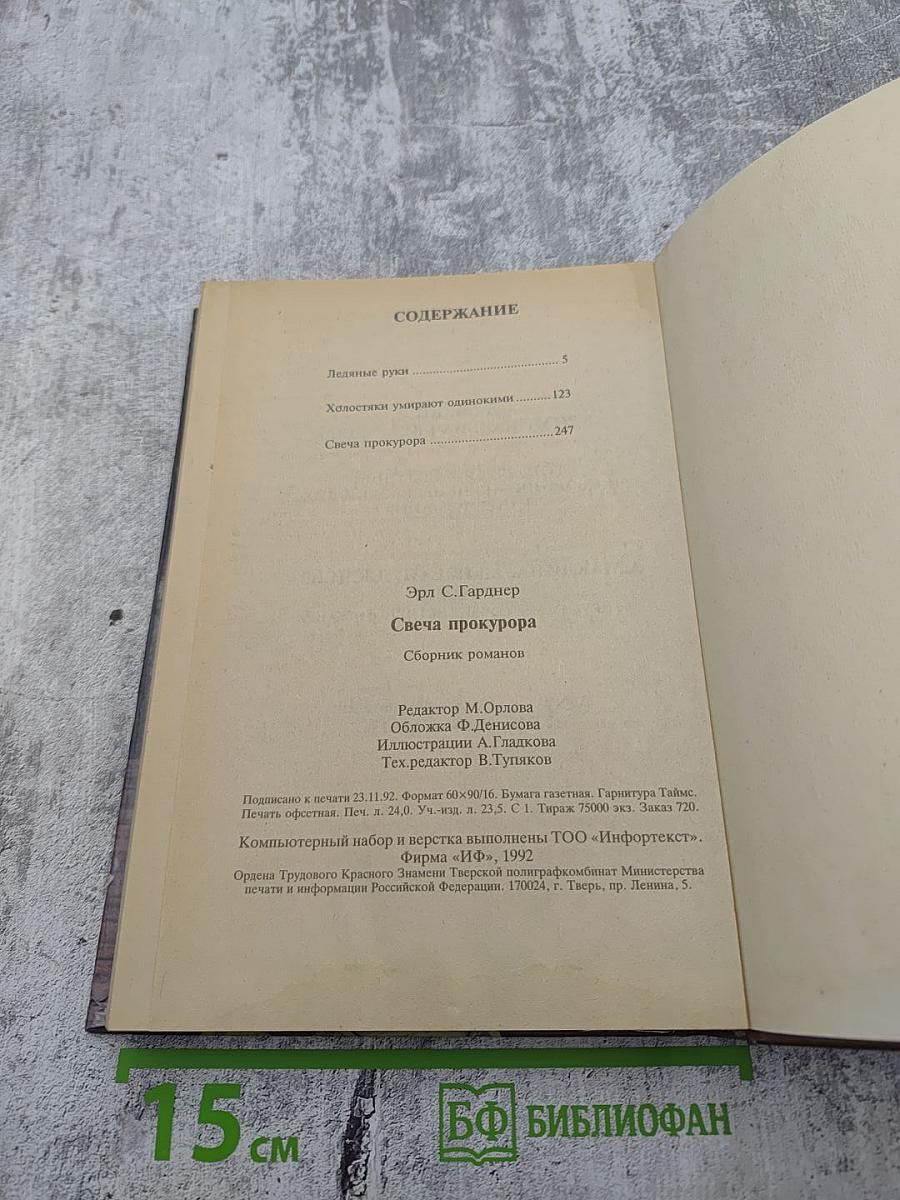 СОДЕРЖАНИЕ
Ледяные руки .......................................... 5
Холостяки умирают одинокими ..........123
Свеча прокурора ...................................247
Эрл С.Гарднер
Свеча прокурора
Сборник романов
Редактор М.Орлова
Обложка Ф.Денисова
Иллюстрации А.Гладкова
Тех.редактор В.Тупяков
Подписано к печати 23.11.92. Формат 60×90/16. Бумага газетная. Гарнитура Таймс.
Печать офсетная. Печ. л. 24,0. Уч.-изд. л. 23,5. С 1. Тираж 75000 экз. Заказ 720.
Компьютерный набор и верстка выполнены ТОО «Инфортекст».
Фирма «ИФ», 1992
Ордена Трудового Красного Знамени Тверской полиграфкомбинат Министерства
печати и информации Российской Федерации. 170024, г. Тверь, пр. Ленина, 5.
15 см
БФ БИБЛИОФАН